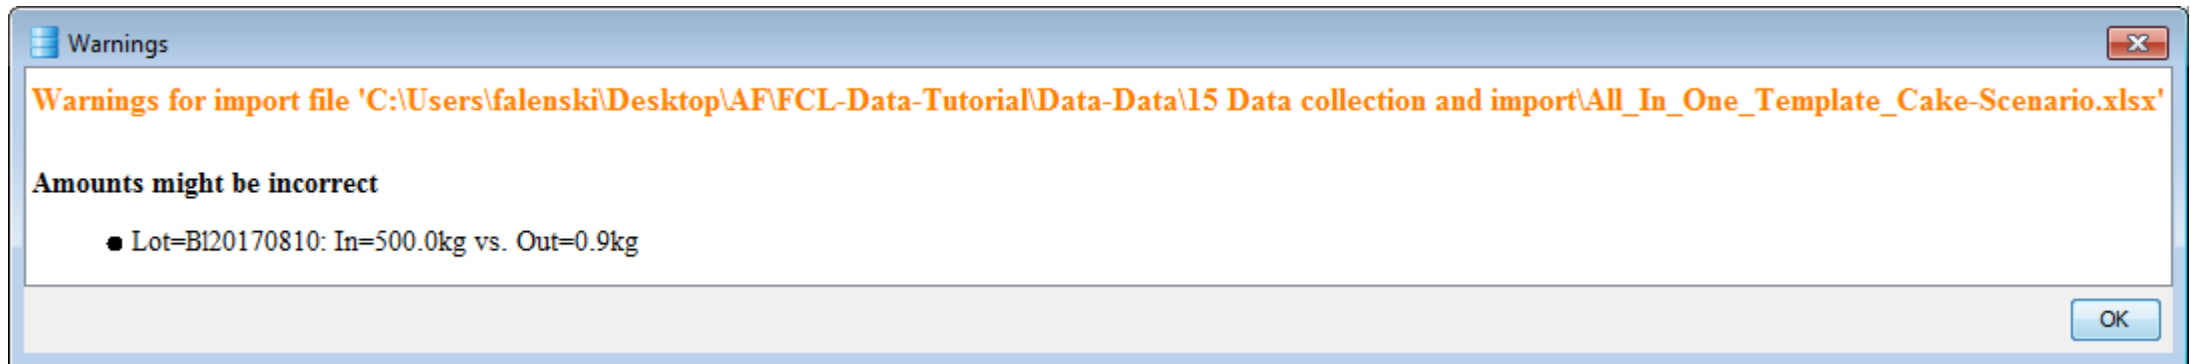 Warnings
Warnings for import file 'C:\Users\falenski\Desktop\AF\FCL-Data-Tutorial\Data-Data\15 Data collection and import\All_In_One_Template_Cake-Scenario.xlsx'
Amounts might be incorrect
● Lot=Bl20170810: In=500.0kg vs. Out=0.9kg
OK